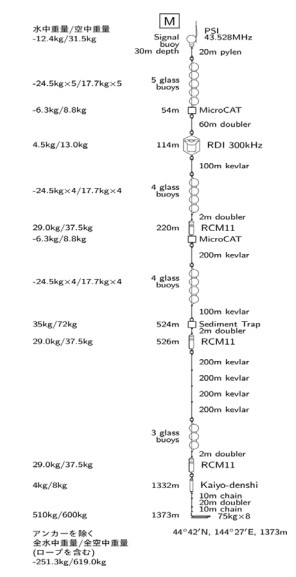 M
水中重量/空中重量
-12.4kg/31.5kg
Signal
buoy
30m depth
PSI
43.528MHz
20m pylen
-24.5kg×5/17.7kg×5
5 glass
buoys
-6.3kg/8.8kg
54m
MicroCAT
60m doubler
4.5kg/13.0kg
114m
RDI 300kHz
100m kevlar
-24.5kg×4/17.7kg×4
4 glass
buoys
2m doubler
29.0kg/37.5kg
220m
RCM11
-6.3kg/8.8kg
MicroCAT
200m kevlar
-24.5kg×4/17.7kg×4
4 glass
buoys
100m kevlar
35kg/72kg
524m
Sediment Trap
2m doubler
29.0kg/37.5kg
526m
RCM11
200m kevlar
200m kevlar
200m kevlar
200m kevlar
3 glass
buoys
2m doubler
29.0kg/37.5kg
RCM11
4kg/8kg
1332m
Kaiyo-denshi
10m chain
20m doubler
10m chain
510kg/600kg
1373m
75kg×8
アンカーを除く
全水中重量/全空中重量
(ロープを含む)
-251.3kg/619.0kg
44°42'N, 144°27'E, 1373m